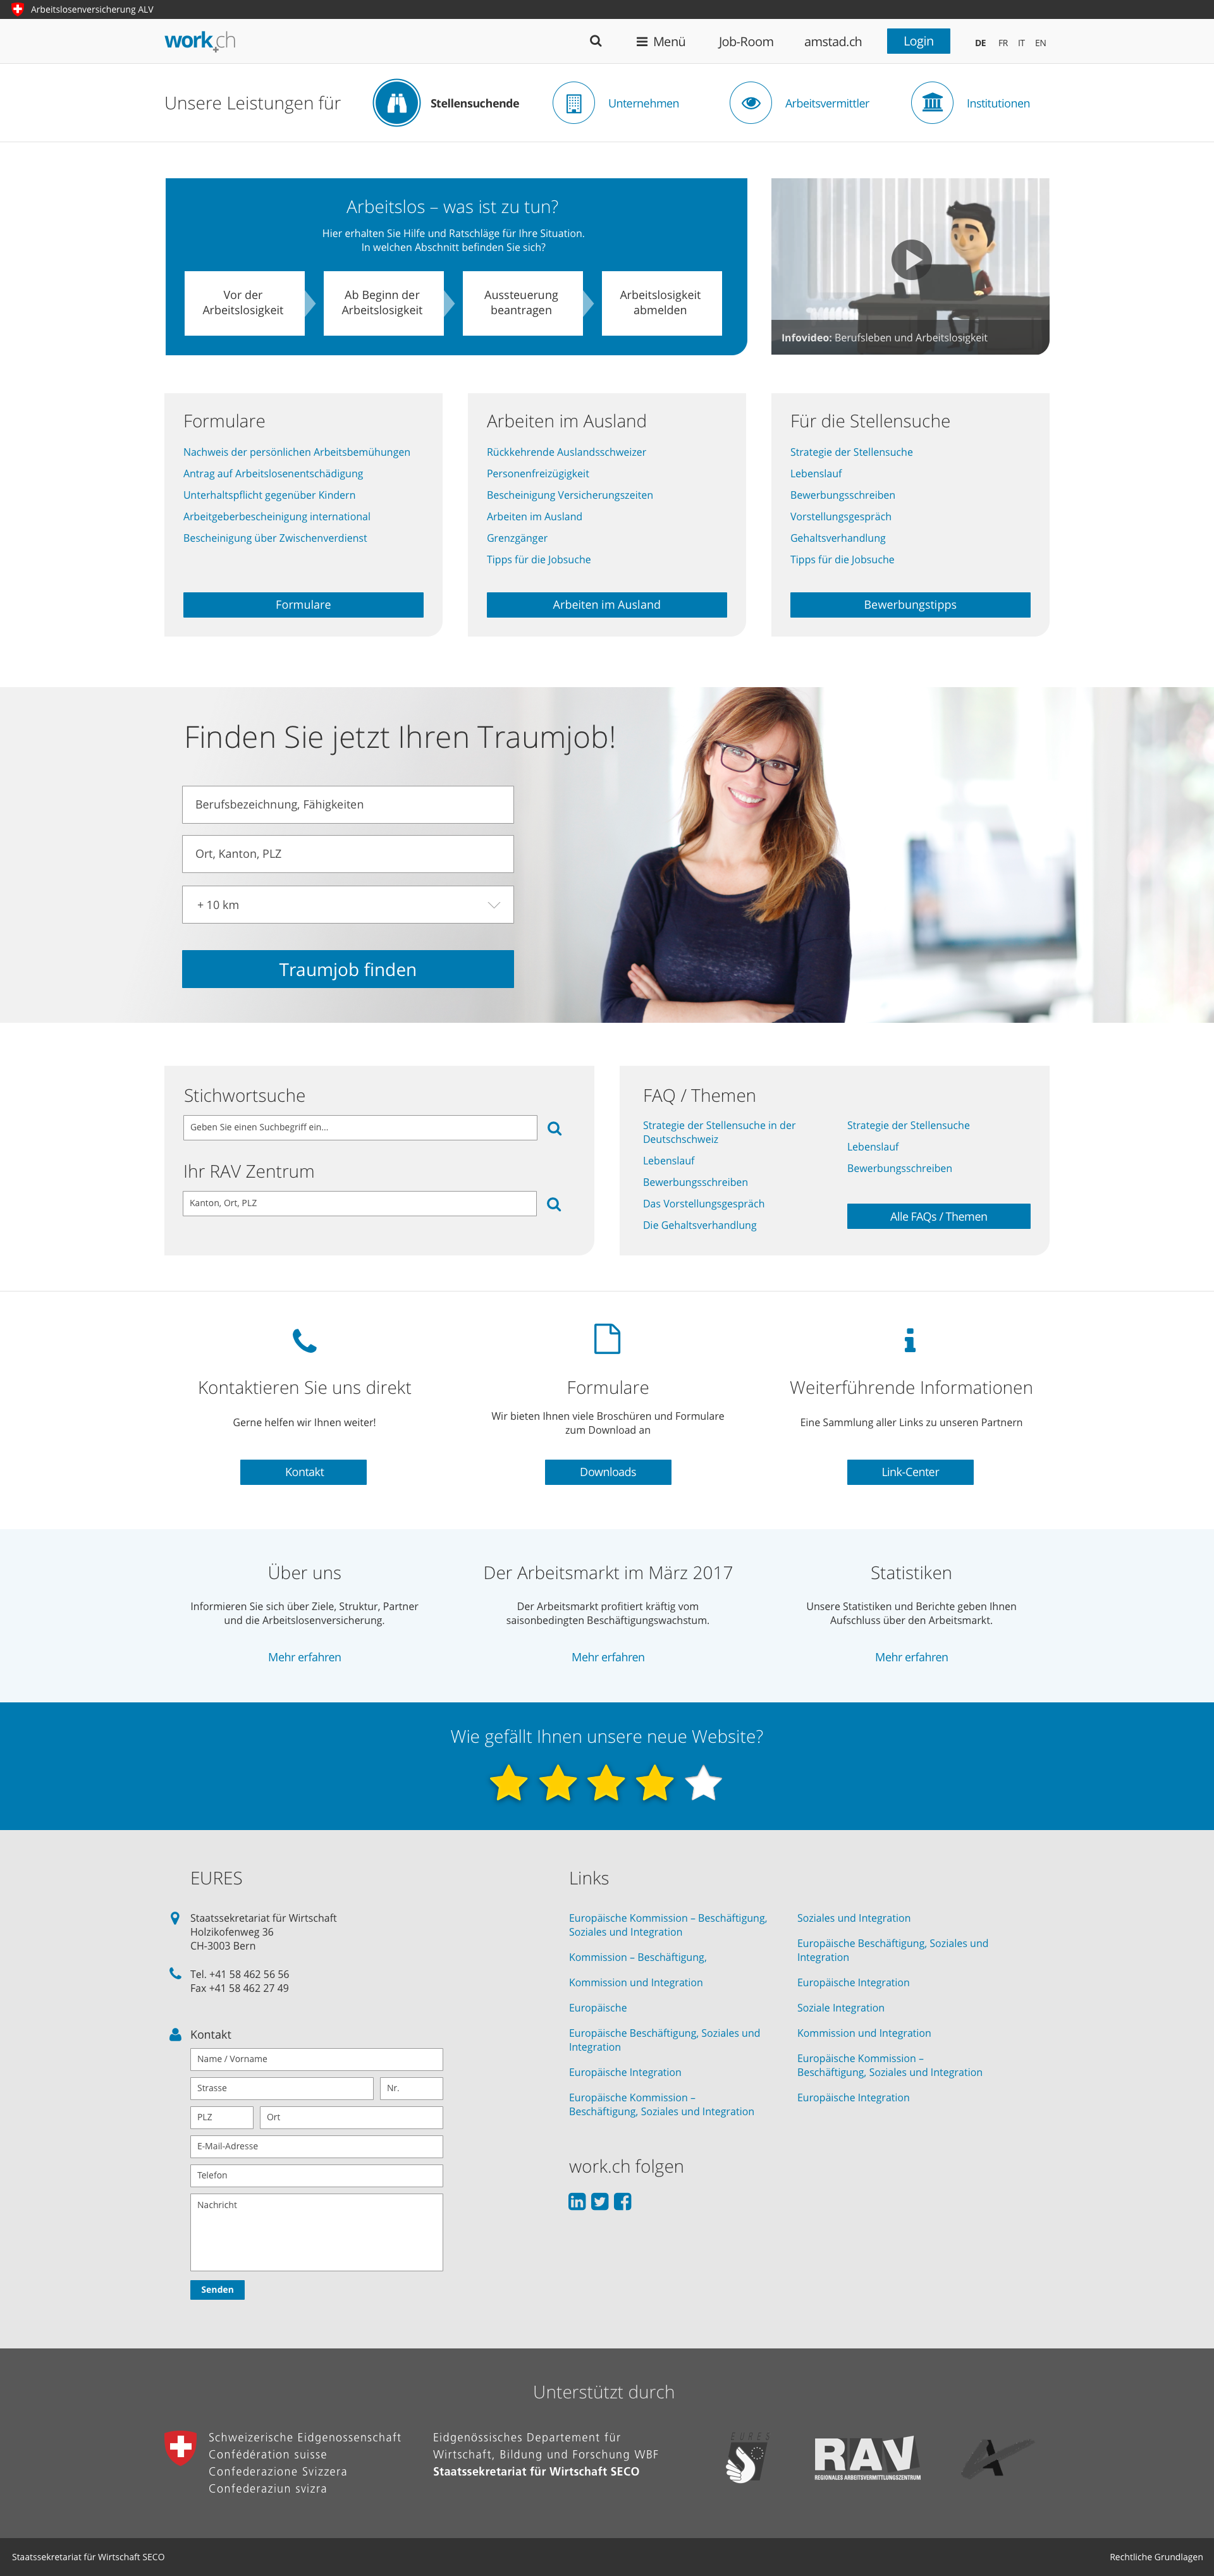 Arbeitslosenversicherung ALV
work.ch
Menü
Job-Room
amstad.ch
Login
DE FR IT EN
Unsere Leistungen für
Stellensuchende
Unternehmen
Arbeitsvermittler
Institutionen
Arbeitslos – was ist zu tun?
Hier erhalten Sie Hilfe und Ratschläge für Ihre Situation.
In welchen Abschnitt befinden Sie sich?
Vor der
Arbeitslosigkeit
Ab Beginn der
Arbeitslosigkeit
Aussteuerung
beantragen
Arbeitslosigkeit
abmelden
Infovideo: Berufsleben und Arbeitslosigkeit
Formulare
Nachweis der persönlichen Arbeitsbemühungen
Antrag auf Arbeitslosenentschädigung
Unterhaltspflicht gegenüber Kindern
Arbeitgeberbescheinigung international
Bescheinigung über Zwischenverdienst
Formulare
Arbeiten im Ausland
Rückkehrende Auslandsschweizer
Personenfreizügigkeit
Bescheinigung Versicherungszeiten
Arbeiten im Ausland
Grenzgänger
Tipps für die Jobsuche
Arbeiten im Ausland
Für die Stellensuche
Strategie der Stellensuche
Lebenslauf
Bewerbungsschreiben
Vorstellungsgespräch
Gehaltsverhandlung
Tipps für die Jobsuche
Bewerbungstipps
Finden Sie jetzt Ihren Traumjob!
Berufsbezeichnung, Fähigkeiten
Ort, Kanton, PLZ
+ 10 km
Traumjob finden
Stichwortsuche
Geben Sie einen Suchbegriff ein...
Ihr RAV Zentrum
Kanton, Ort, PLZ
FAQ / Themen
Strategie der Stellensuche in der
Deutschschweiz
Lebenslauf
Bewerbungsschreiben
Das Vorstellungsgespräch
Die Gehaltsverhandlung
Strategie der Stellensuche
Lebenslauf
Bewerbungsschreiben
Alle FAQs / Themen
Kontaktieren Sie uns direkt
Gerne helfen wir Ihnen weiter!
Kontakt
Formulare
Wir bieten Ihnen viele Broschüren und Formulare
zum Download an
Downloads
Weiterführende Informationen
Eine Sammlung aller Links zu unseren Partnern
Link-Center
Über uns
Informieren Sie sich über Ziele, Struktur, Partner
und die Arbeitslosenversicherung.
Mehr erfahren
Der Arbeitsmarkt im März 2017
Der Arbeitsmarkt profitiert kräftig vom
saisonbedingten Beschäftigungswachstum.
Mehr erfahren
Statistiken
Unsere Statistiken und Berichte geben Ihnen
Aufschluss über den Arbeitsmarkt.
Mehr erfahren
Wie gefällt Ihnen unsere neue Website?
EURES
Staatssekretariat für Wirtschaft
Holzikofenweg 36
CH-3003 Bern
Tel. +41 58 462 56 56
Fax +41 58 462 27 49
Kontakt
Name / Vorname
Strasse
Nr.
PLZ
Ort
E-Mail-Adresse
Telefon
Nachricht
Senden
Links
Europäische Kommission – Beschäftigung,
Soziales und Integration
Kommission – Beschäftigung,
Kommission und Integration
Europäische
Europäische Beschäftigung, Soziales und
Integration
Europäische Integration
Europäische Kommission –
Beschäftigung, Soziales und Integration
Soziales und Integration
Europäische Beschäftigung, Soziales und
Integration
Europäische Integration
Soziale Integration
Kommission und Integration
Europäische Kommission –
Beschäftigung, Soziales und Integration
Europäische Integration
work.ch folgen
Unterstützt durch
Schweizerische Eidgenossenschaft
Confédération suisse
Confederazione Svizzera
Confederaziun svizra
Eidgenössisches Departement für
Wirtschaft, Bildung und Forschung WBF
Staatssekretariat für Wirtschaft SECO
EURES
RAV
REGIONALES ARBEITSVERMITTLUNGSZENTRUM
Staatssekretariat für Wirtschaft SECO
Rechtliche Grundlagen